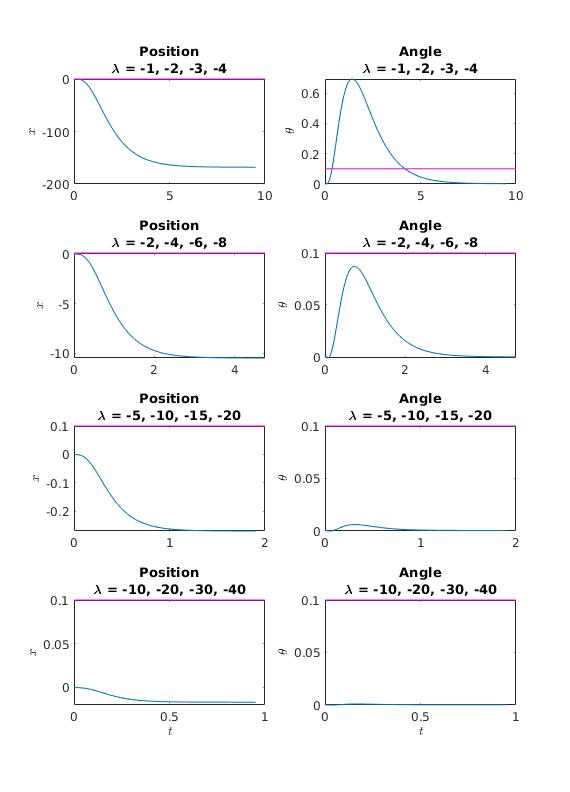 Position
λ = -1, -2, -3, -4
0
-100
-200
x
0
5
10
Angle
λ = -1, -2, -3, -4
0.6
0.4
0.2
0
θ
0
5
10
Position
λ = -2, -4, -6, -8
0
-5
-10
x
0
2
4
Angle
λ = -2, -4, -6, -8
0.1
0.05
0
θ
0
2
4
Position
λ = -5, -10, -15, -20
0.1
0
-0.1
-0.2
x
0
1
2
Angle
λ = -5, -10, -15, -20
0.1
0.05
0
θ
0
1
2
Position
λ = -10, -20, -30, -40
0.1
0.05
0
x
0
0.5
1
t
Angle
λ = -10, -20, -30, -40
0.1
0.05
0
θ
0
0.5
1
t